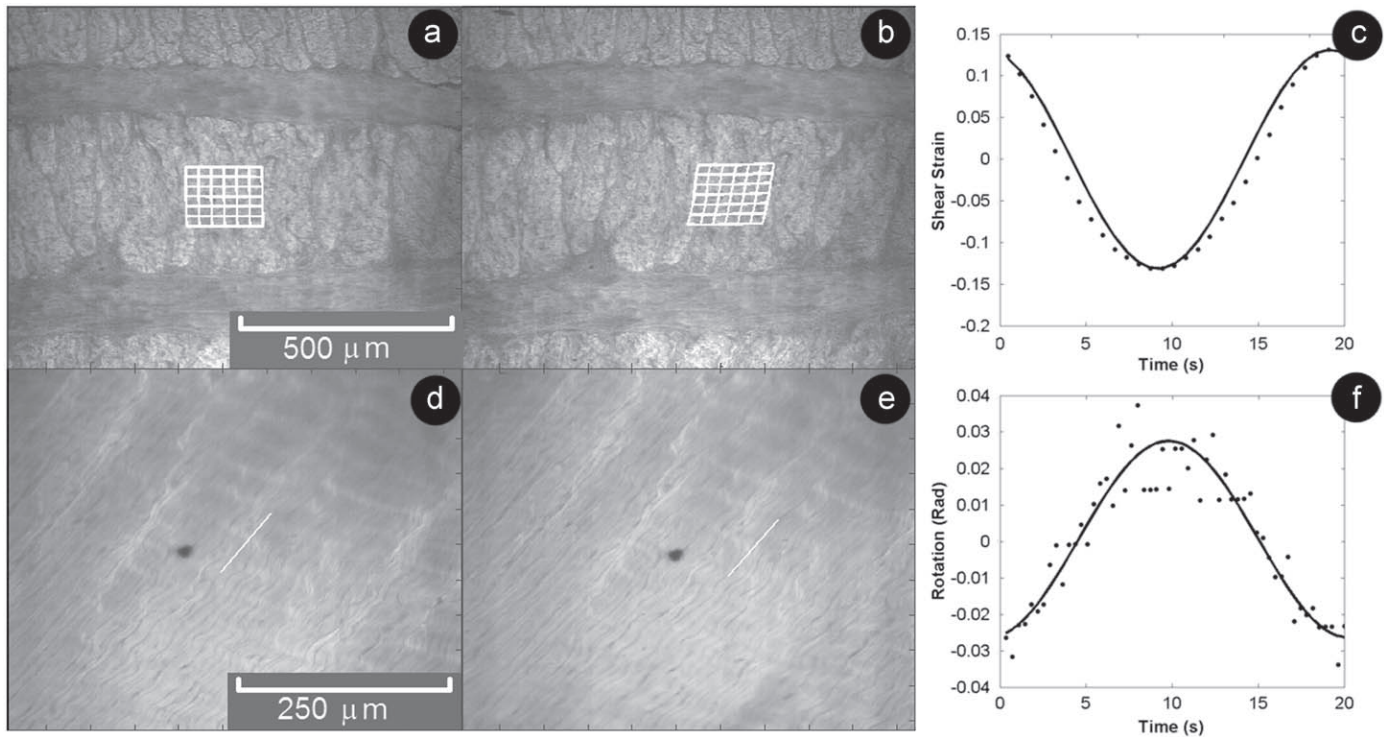 a
b
c
0.15
0.1
0.05
0
-0.05
-0.1
-0.15
-0.2
Shear Strain
0
5
10
15
20
Time (s)
500 μm
d
e
f
0.04
0.03
0.02
0.01
0
-0.01
-0.02
-0.03
-0.04
Rotation (Rad)
0
5
10
15
20
Time (s)
250 μm